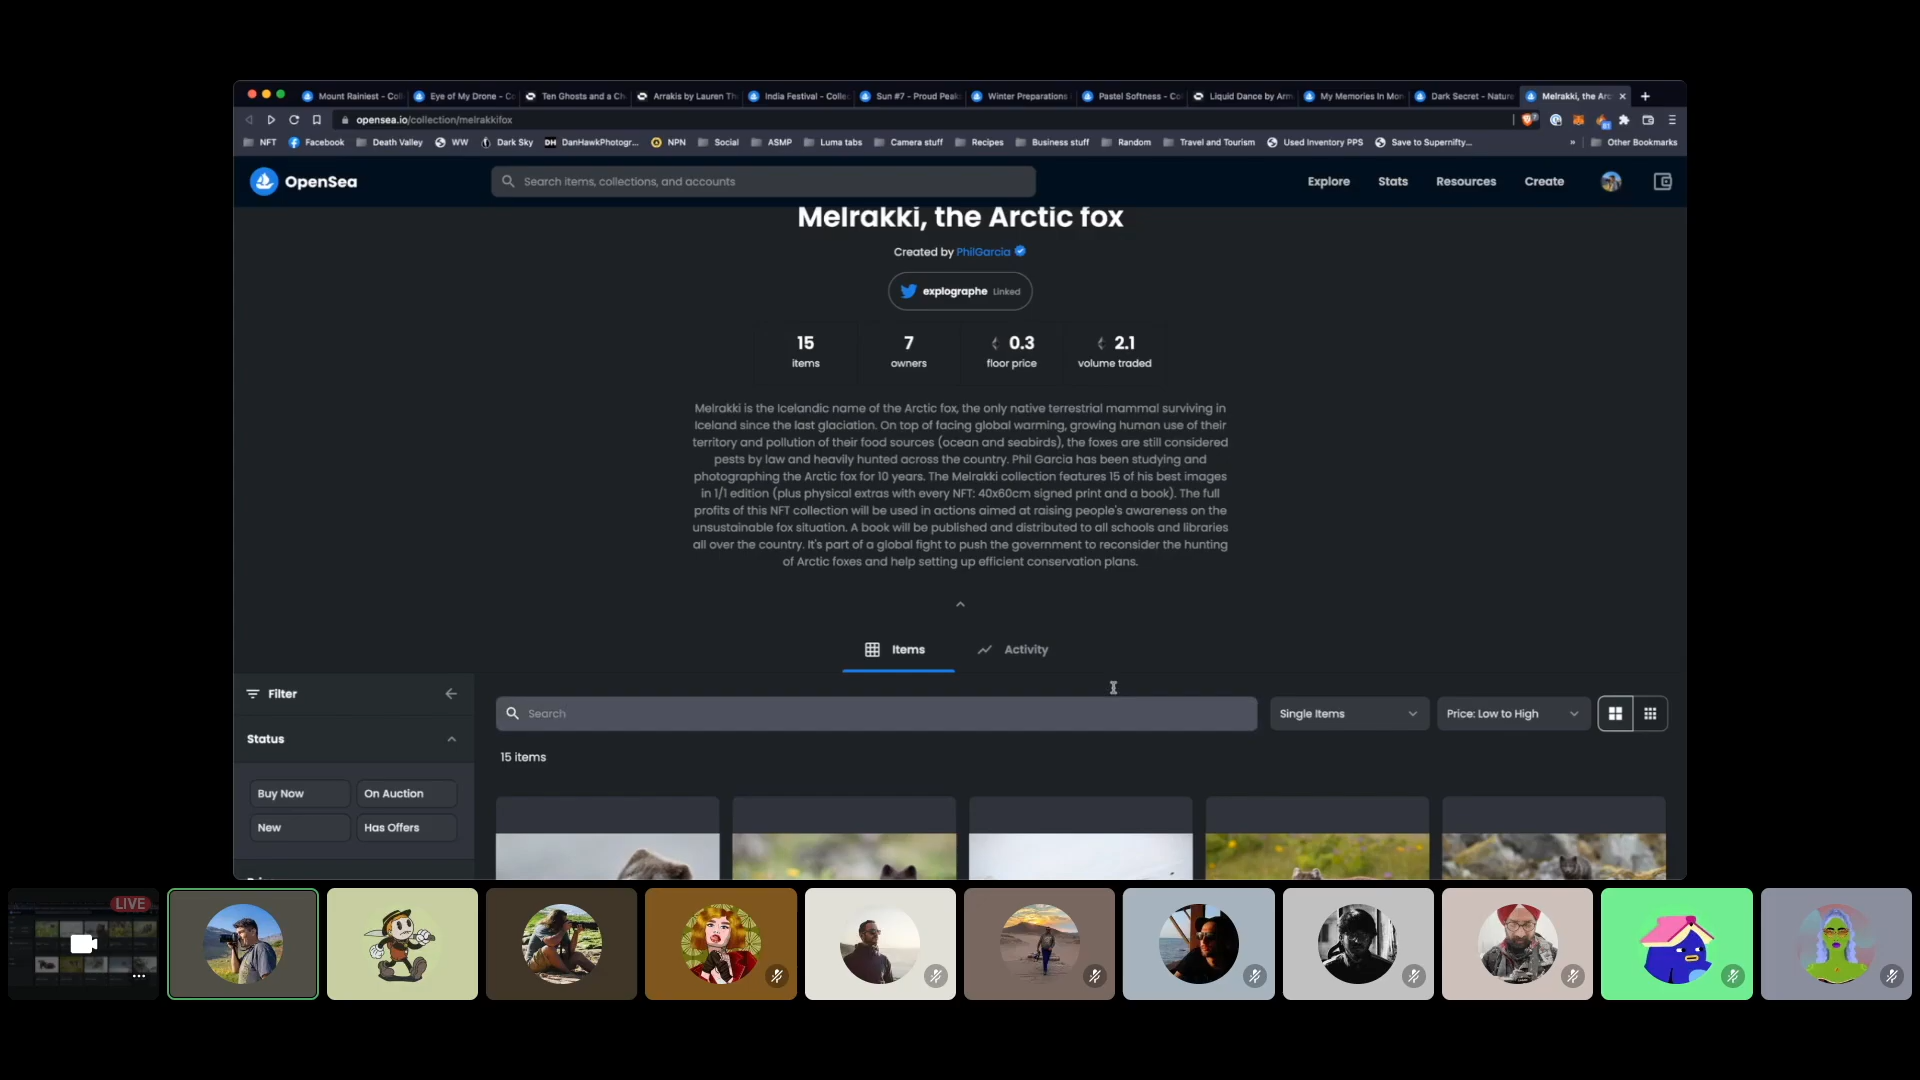 Mount Rainiest - Col
Eye of My Drone - Co
Ten Ghosts and a Ch
Arrakis by Lauren Th
India Festival - Collec
Sun #7 - Proud Peak
Winter Preparations
Pastel Softness - Co
Liquid Dance by Arm
My Memories In Mon
Dark Secret - Nature
Melrakki, the Arc
opensea.io/collection/melrakkifox
NFT
Facebook
Death Valley
WW
Dark Sky
DH DanHawkPhotogr...
NPN
Social
ASMP
Luma tabs
Camera stuff
Recipes
Business stuff
Random
Travel and Tourism
Used Inventory PPS
Save to Supernifty...
»
Other Bookmarks
OpenSea
Search items, collections, and accounts
Explore
Stats
Resources
Create
Melrakki, the Arctic fox
Created by PhilGarcia
explographe Linked
15
items
7
owners
0.3
floor price
2.1
volume traded
Melrakki is the Icelandic name of the Arctic fox, the only native terrestrial mammal surviving in
Iceland since the last glaciation. On top of facing global warming, growing human use of their
territory and pollution of their food sources (ocean and seabirds), the foxes are still considered
pests by law and heavily hunted across the country. Phil Garcia has been studying and
photographing the Arctic fox for 10 years. The Melrakki collection features 15 of his best images
in 1/1 edition (plus physical extras with every NFT: 40x60cm signed print and a book). The full
profits of this NFT collection will be used in actions aimed at raising people's awareness on the
unsustainable fox situation. A book will be published and distributed to all schools and libraries
all over the country. It's part of a global fight to push the government to reconsider the hunting
of Arctic foxes and help setting up efficient conservation plans.
Items
Activity
Filter
Search
Single Items
Price: Low to High
Status
15 items
Buy Now
On Auction
New
Has Offers
LIVE